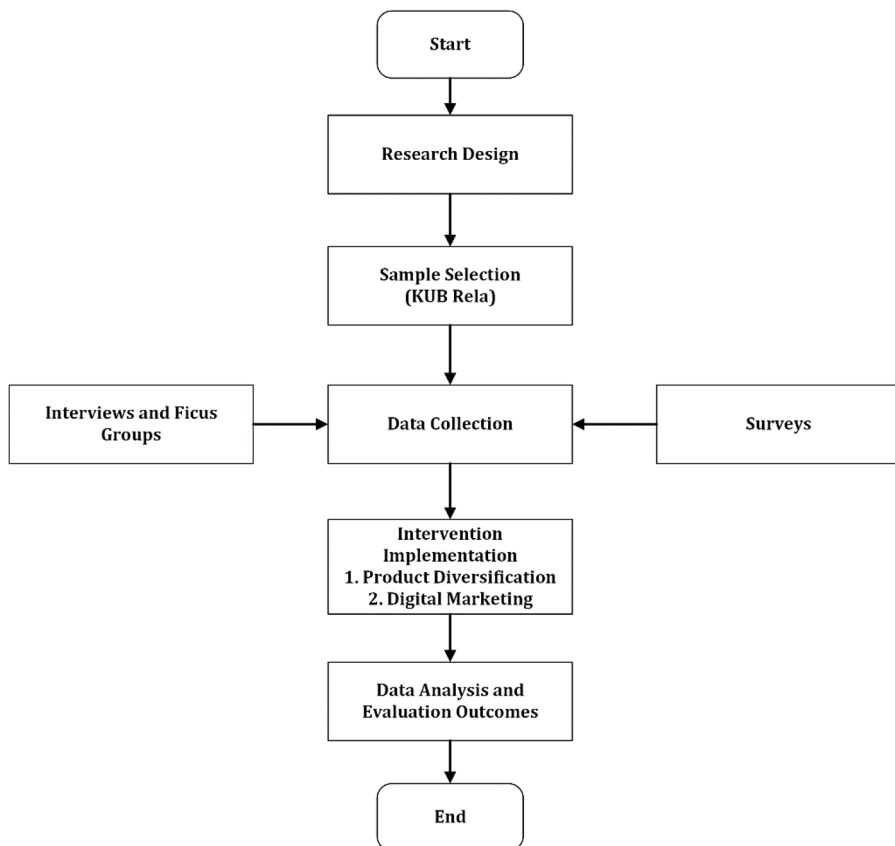 Start
Research Design
Sample Selection
(KUB Rela)
Interviews and Ficus
Groups
Data Collection
Surveys
Intervention
Implementation
1. Product Diversification
2. Digital Marketing
Data Analysis and
Evaluation Outcomes
End